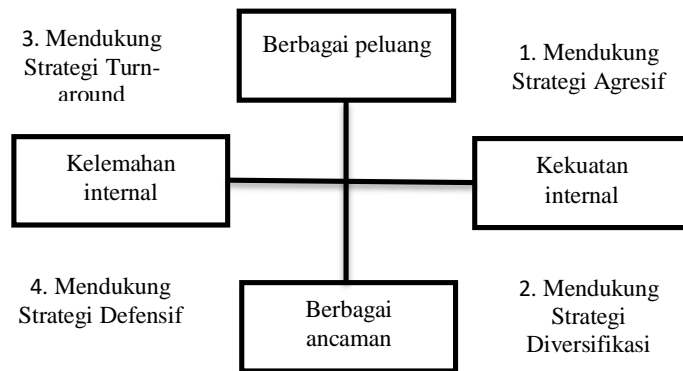 3. Mendukung
Strategi Turn-
around
Berbagai peluang
1. Mendukung
Strategi Agresif
Kelemahan
internal
Kekuatan
internal
4. Mendukung
Strategi Defensif
Berbagai
ancaman
2. Mendukung
Strategi
Diversifikasi